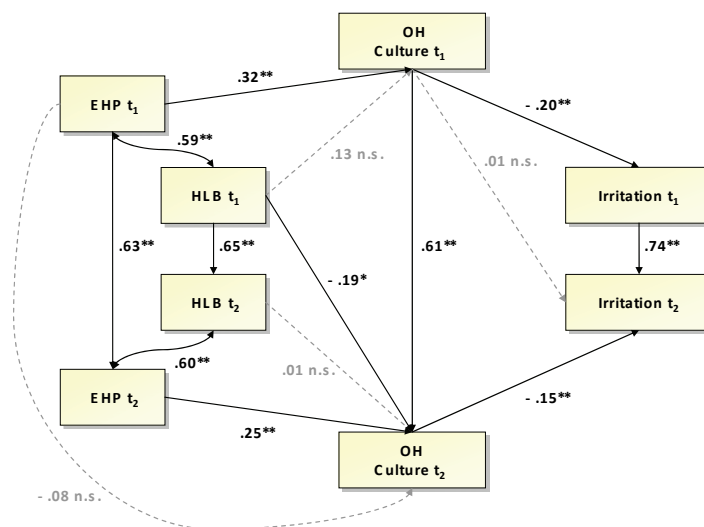 OH
Culture t₁
.32**
EHP t₁
- .20**
.59**
.13 n.s.
.01 n.s.
HLB t₁
Irritation t₁
.63**
.65**
.61**
.74**
- .19*
HLB t₂
Irritation t₂
.60**
.01 n.s.
EHP t₂
- .15**
.25**
OH
Culture t₂
- .08 n.s.